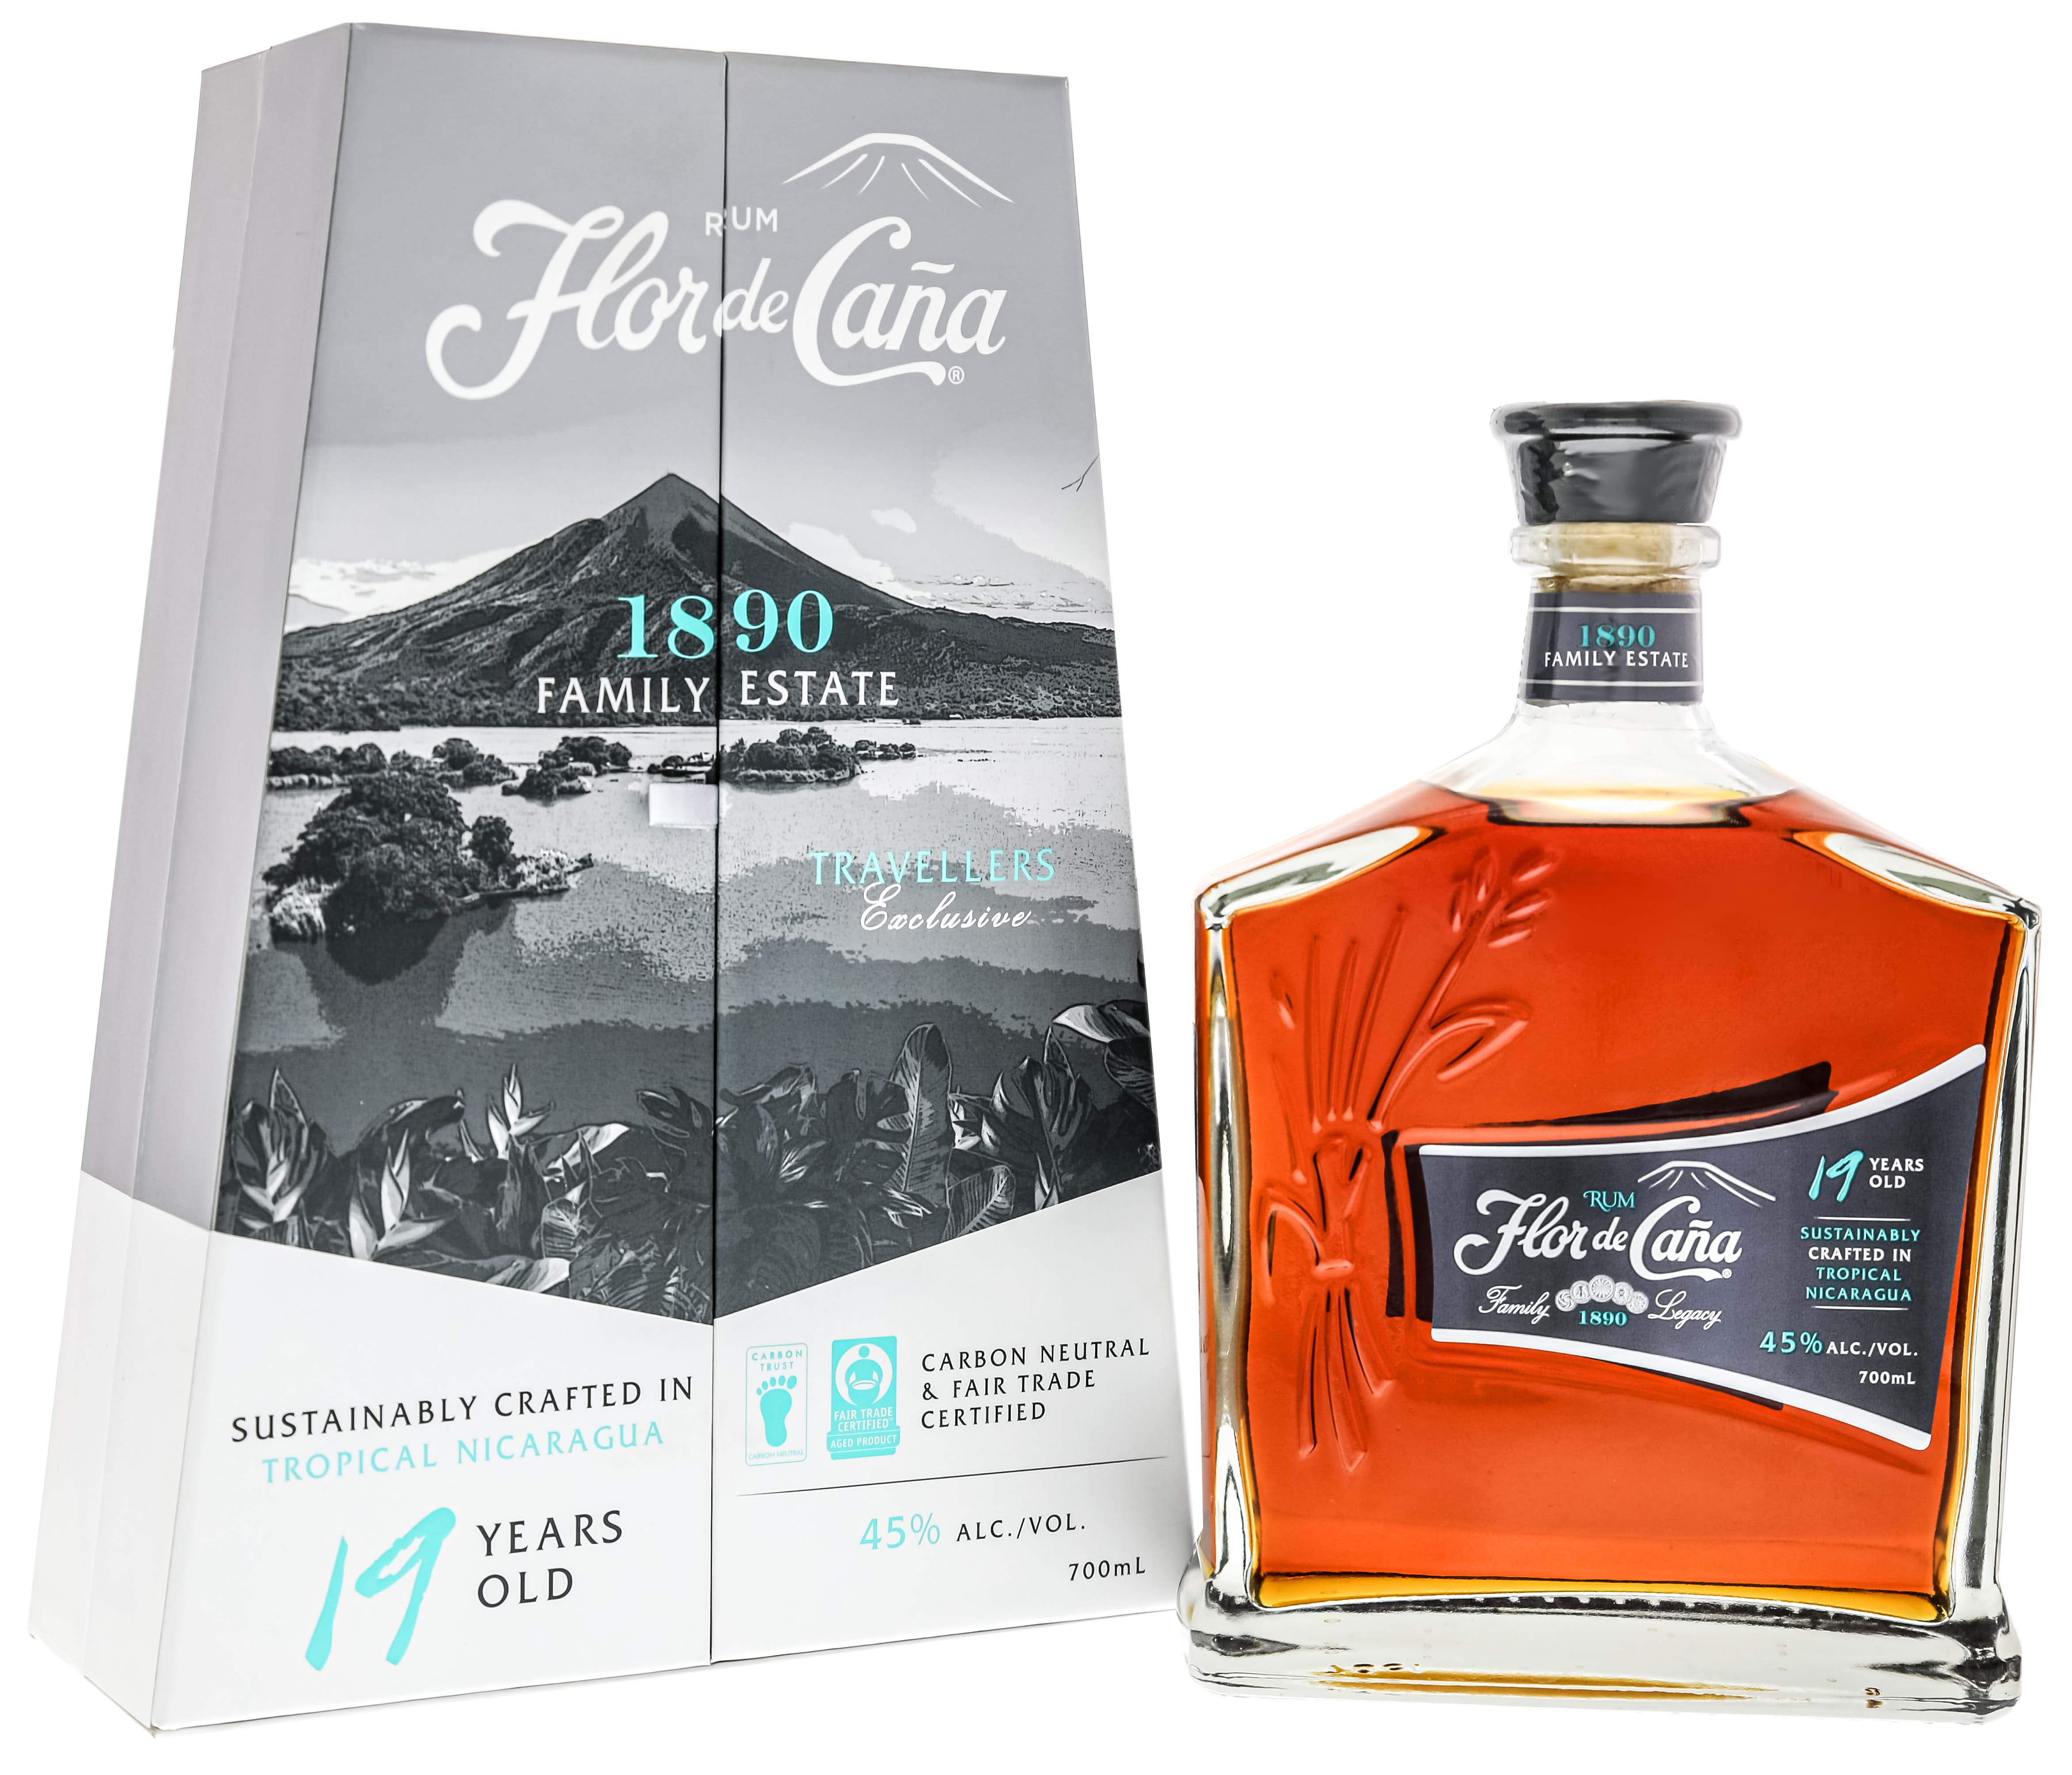 RUM
Flor de Caña®
1890
FAMILY ESTATE
TRAVELLERS
Exclusive
SUSTAINABLY CRAFTED IN
TROPICAL NICARAGUA
19 YEARS
OLD
CARBON
TRUST
CARBON NEUTRAL
FAIR TRADE
CERTIFIED™
AGED PRODUCT
CARBON NEUTRAL
& FAIR TRADE
CERTIFIED
45% ALC./VOL.
700mL
1890
FAMILY ESTATE
RUM
Flor de Caña®
Family 1890 Legacy
19 YEARS
OLD
SUSTAINABLY
CRAFTED IN
TROPICAL
NICARAGUA
45% ALC./VOL.
700mL